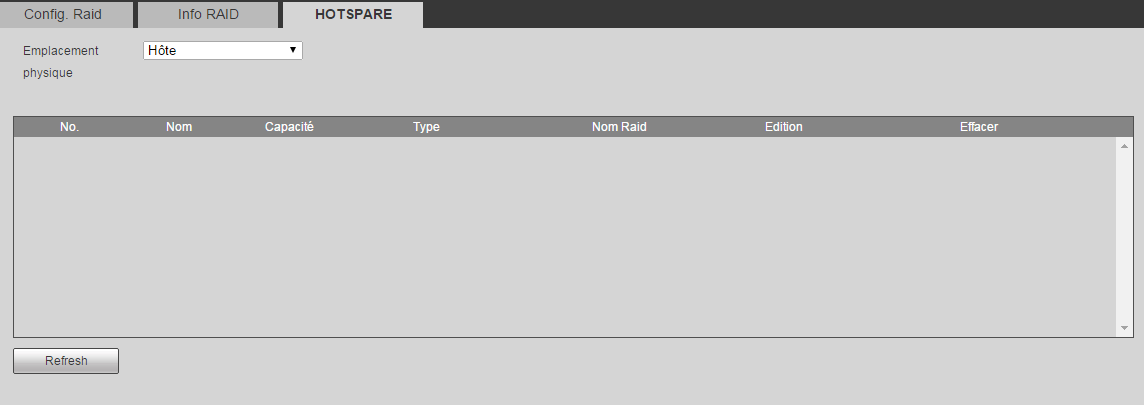 Config. Raid Info RAID HOTSPARE
Emplacement physique Hôte
No. Nom Capacité Type Nom Raid Edition Effacer
Refresh